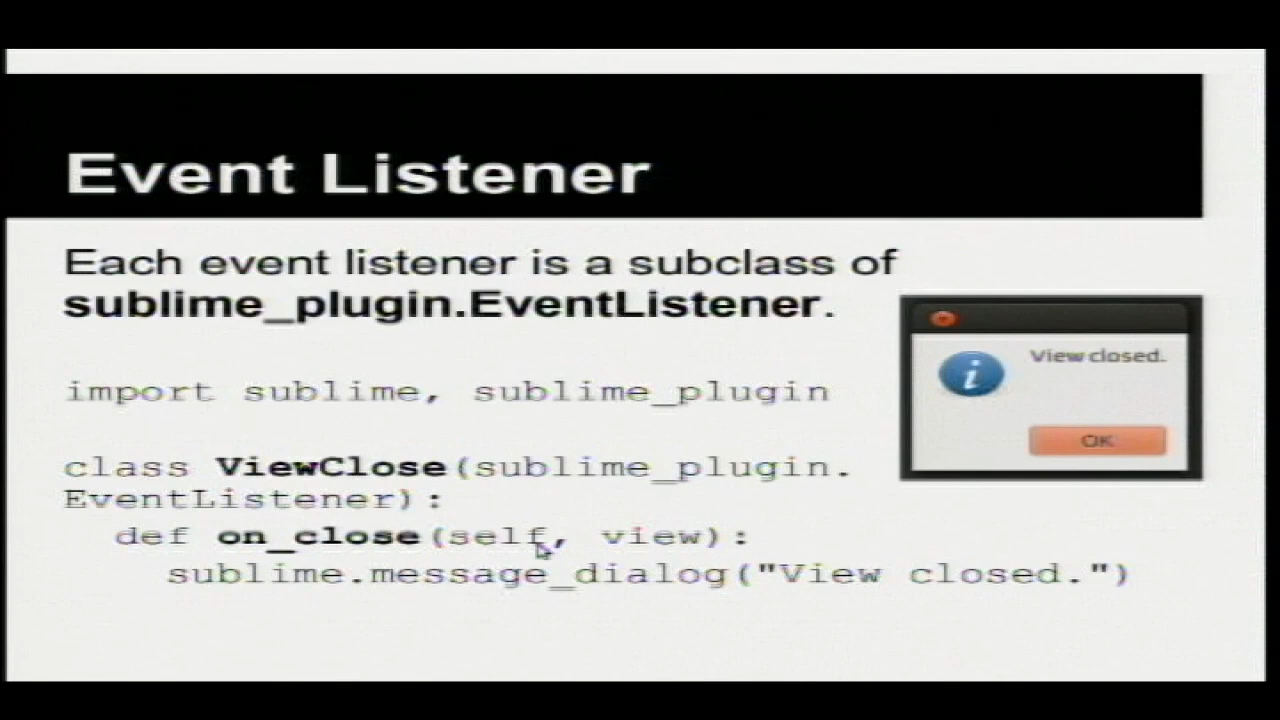 Event Listener
Each event listener is a subclass of
sublime_plugin.EventListener.
import sublime, sublime_plugin
class ViewClose(sublime_plugin.
EventListener):
def on_close(self, view):
sublime.message_dialog("View closed.")
View closed.
OK